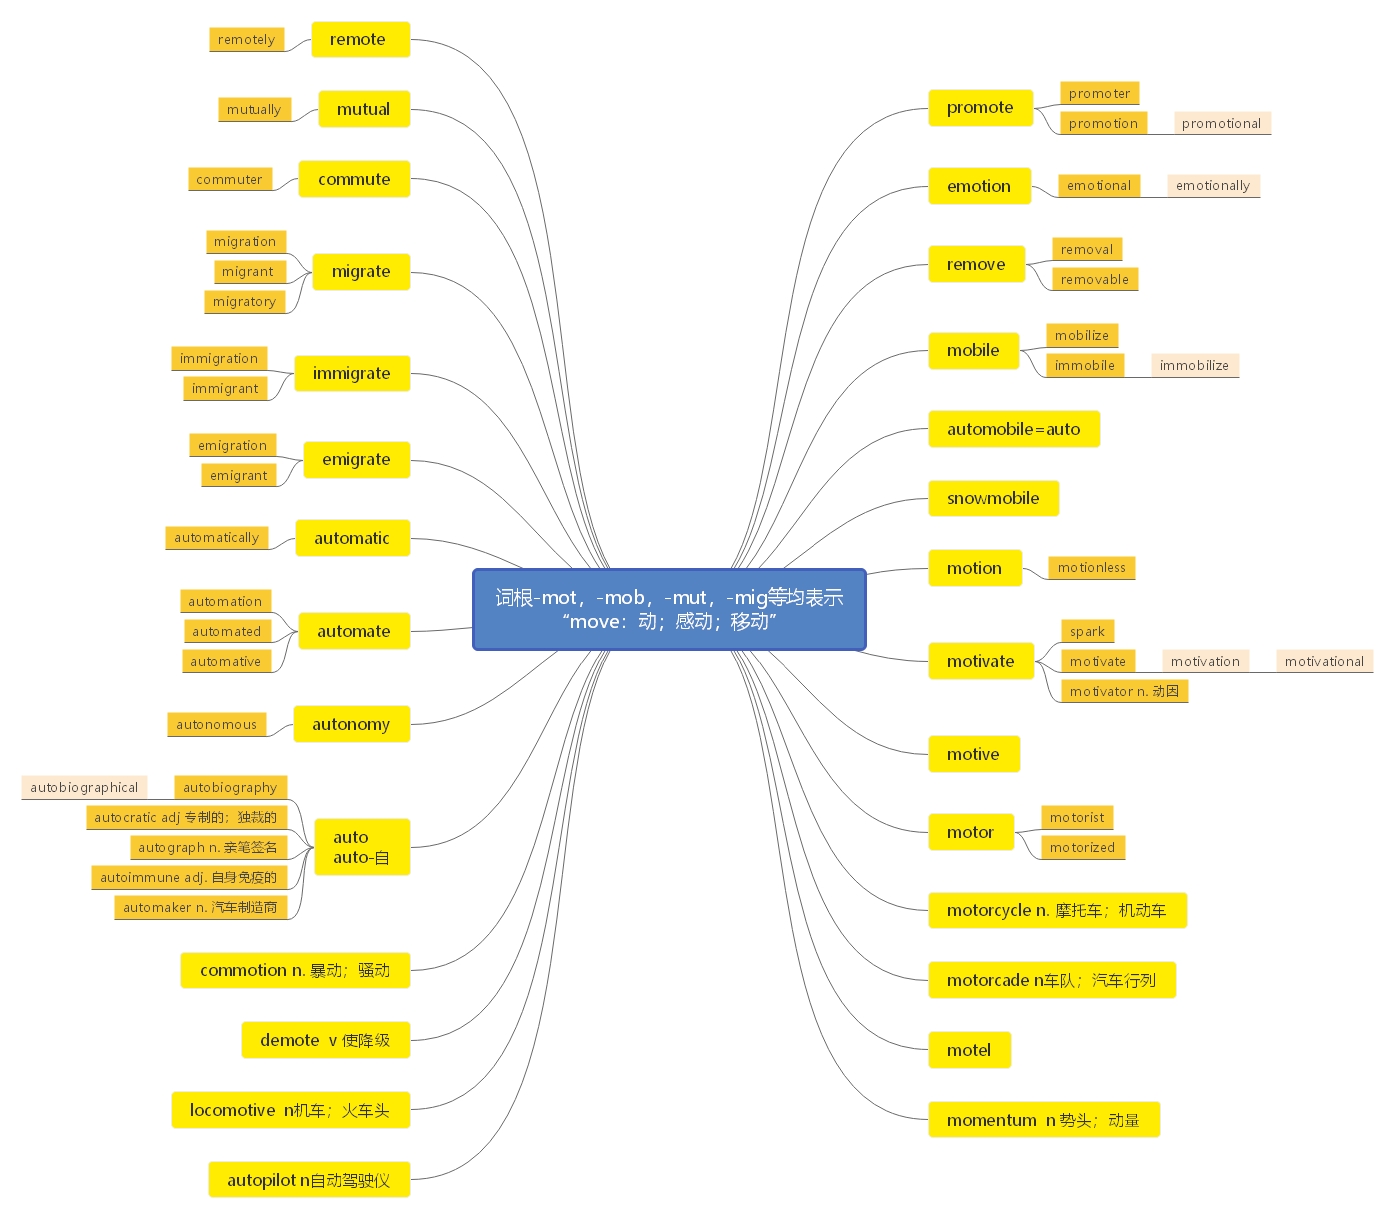 词根-mot，-mob，-mut，-mig等均表示
“move：动；感动；移动”
promote
promoter
promotion
promotional
emotion
emotional
emotionally
remove
removal
removable
mobile
mobilize
immobile
immobilize
automobile=auto
snowmobile
motion
motionless
motivate
spark
motivate
motivation
motivational
motivator n. 动因
motive
motor
motorist
motorized
motorcycle n. 摩托车；机动车
motorcade n车队；汽车行列
motel
momentum n 势头；动量
remote
remotely
mutual
mutually
commute
commuter
migrate
migration
migrant
migratory
immigrate
immigration
immigrant
emigrate
emigration
emigrant
automatic
automatically
automate
automation
automated
automative
autonomy
autonomous
auto
auto-自
autobiography
autobiographical
autocratic adj 专制的；独裁的
autograph n. 亲笔签名
autoimmune adj. 自身免疫的
automaker n. 汽车制造商
commotion n. 暴动；骚动
demote v 使降级
locomotive n机车；火车头
autopilot n自动驾驶仪